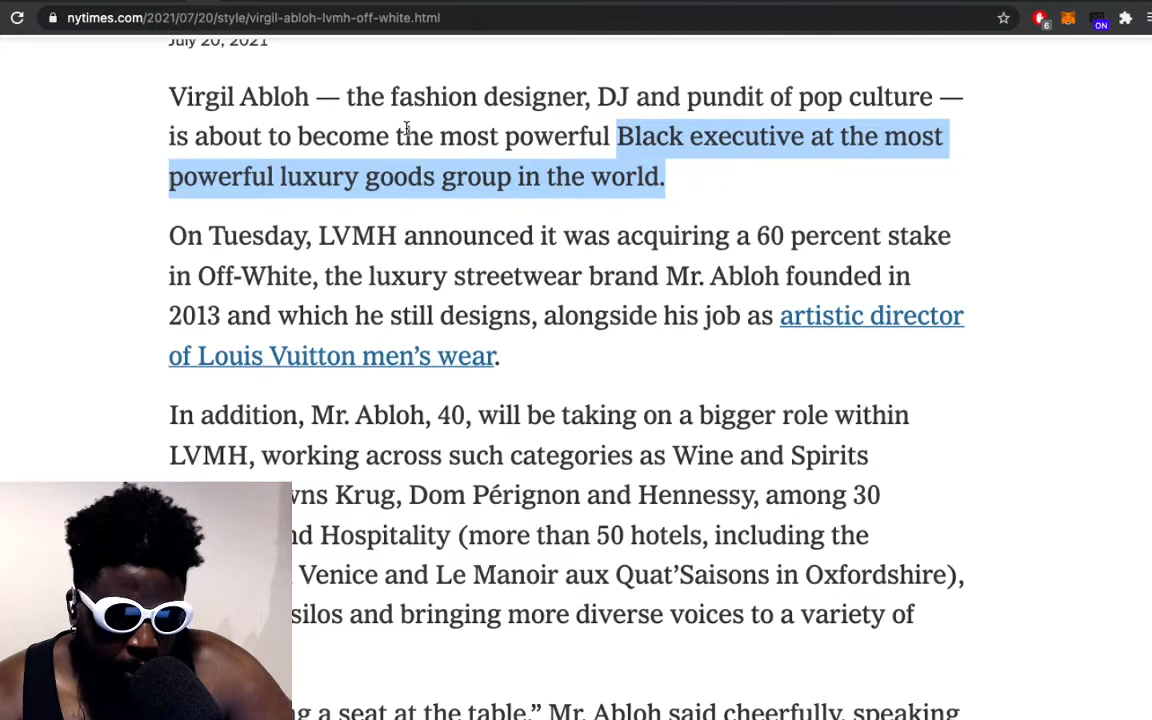 nytimes.com/2021/07/20/style/virgil-abloh-lvmh-off-white.html
6
ON
July 20, 2021
Virgil Abloh — the fashion designer, DJ and pundit of pop culture —
is about to become the most powerful Black executive at the most
powerful luxury goods group in the world.
On Tuesday, LVMH announced it was acquiring a 60 percent stake
in Off-White, the luxury streetwear brand Mr. Abloh founded in
2013 and which he still designs, alongside his job as artistic director
of Louis Vuitton men's wear.
In addition, Mr. Abloh, 40, will be taking on a bigger role within
LVMH, working across such categories as Wine and Spirits
Krug, Dom Pérignon and Hennessy, among 30
Hospitality (more than 50 hotels, including the
Venice and Le Manoir aux Quat'Saisons in Oxfordshire),
silos and bringing more diverse voices to a variety of
a seat at the table," Mr. Abloh said cheerfully, speaking